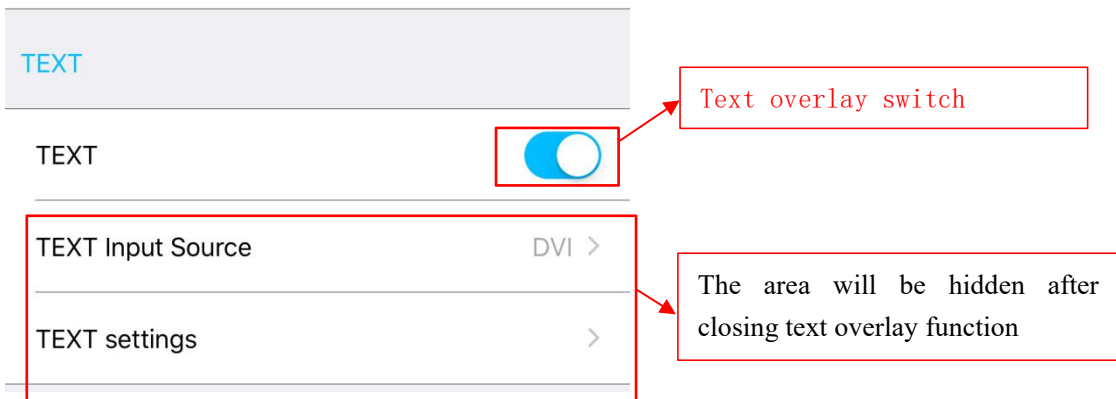 TEXT
Text overlay switch
TEXT
TEXT Input Source DVI >
The area will be hidden after
closing text overlay function
TEXT settings >